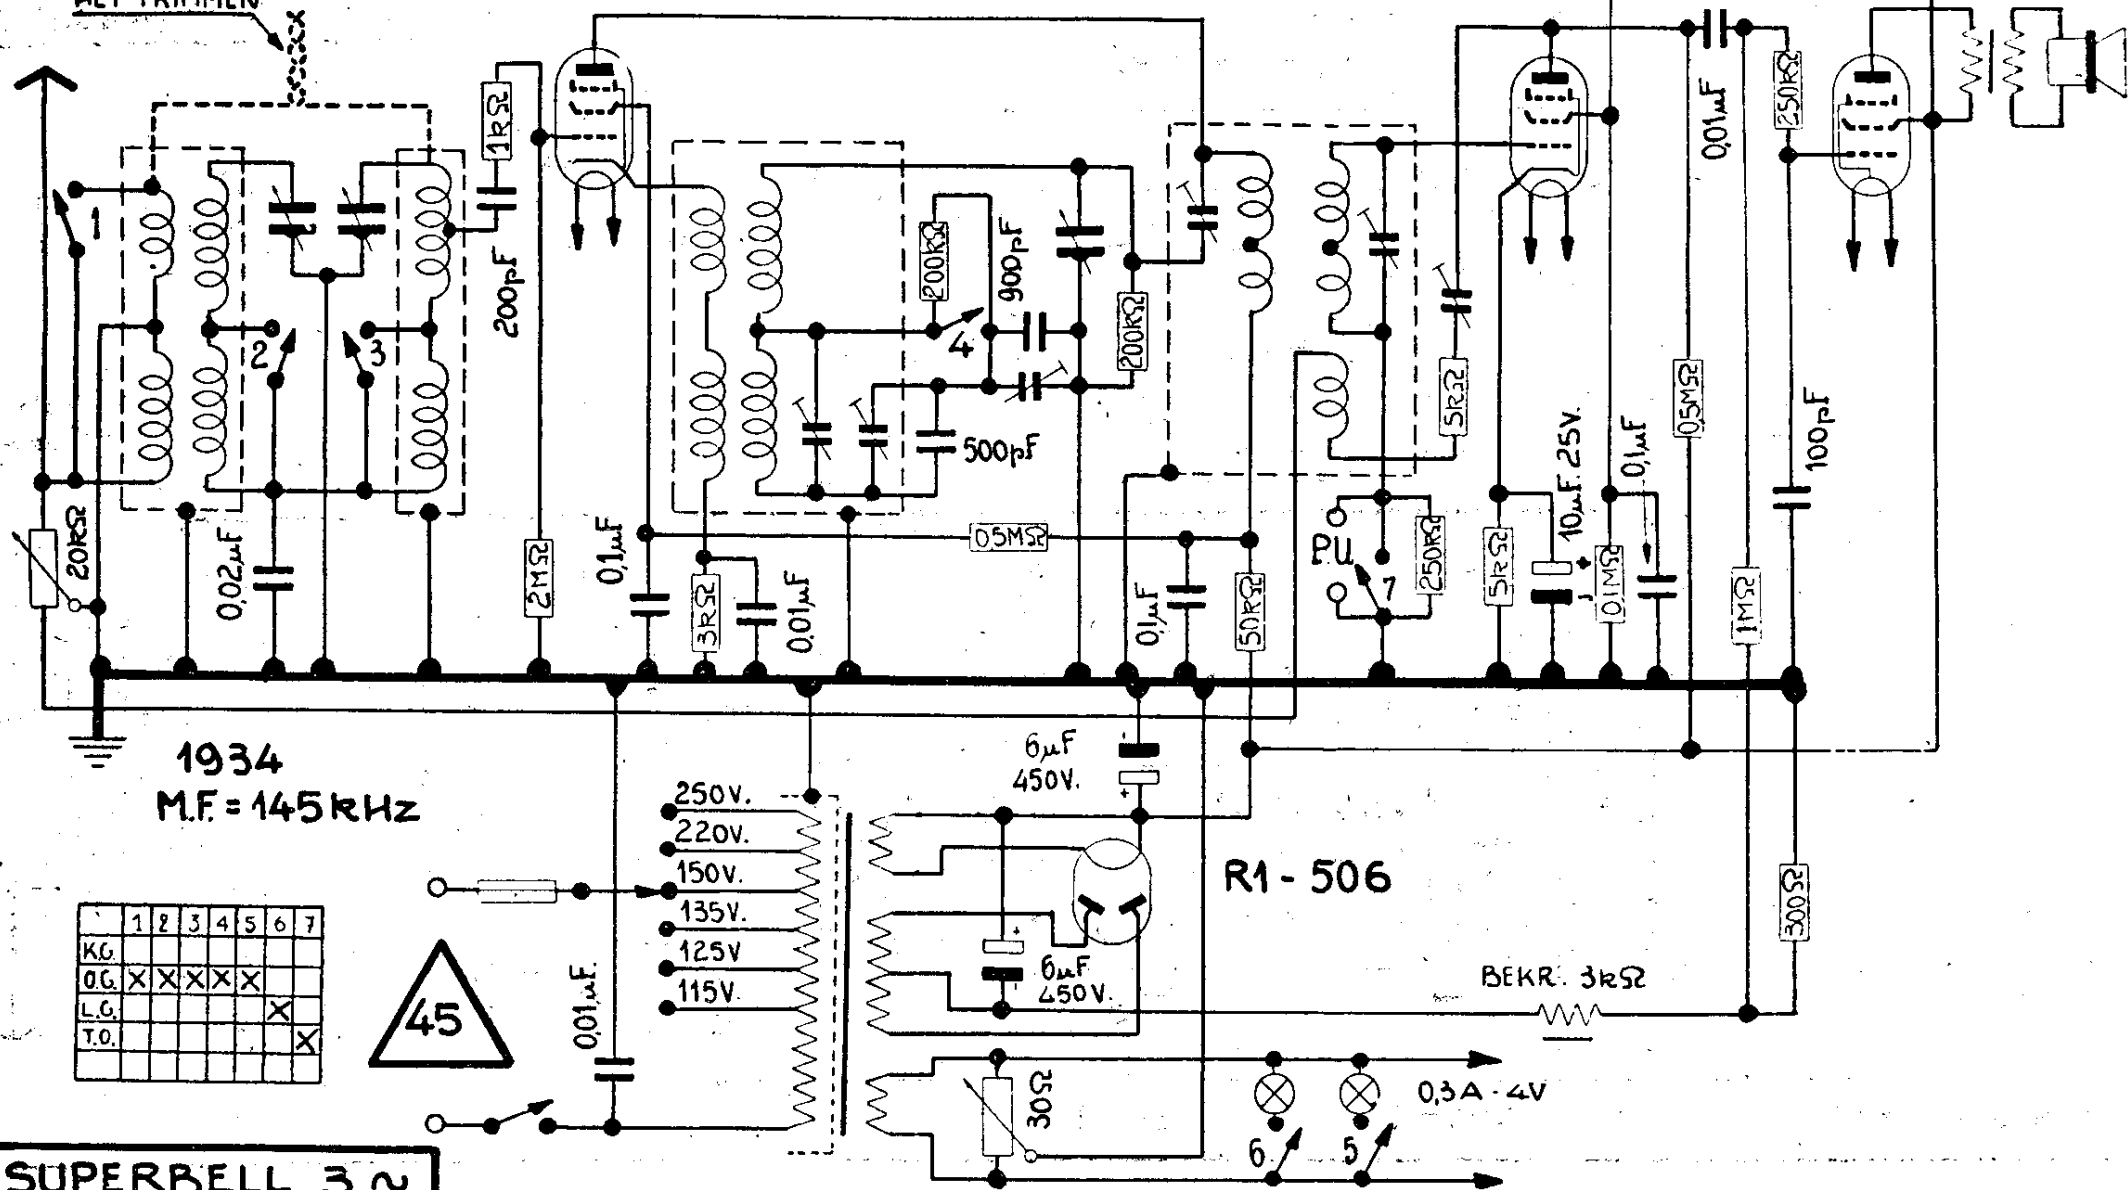 1
1kΩ
200pF
2
3
20kΩ
0,02µF
2MΩ
0,1µF
3kΩ
0,01µF
200kΩ
900pF
4
500pF
200kΩ
0,5MΩ
0,1µF
50kΩ
P.U
7
250kΩ
5kΩ
5kΩ
10µF. 25V.
+
-
0,1MΩ
0,1µF
0,01µF
250kΩ
0,5MΩ
1MΩ
100pF
1934
M.F. = 145 kHz
6µF
450V.
-
+
250V.
220V.
150V.
135V.
125V
115V.
R1 - 506
+
6µF
450V.
-
300Ω
BEKR. 3kΩ
1 2 3 4 5 6 7
K.G.
O.G. X X X X X
L.G. X
T.O. X
45
0,01µF.
30Ω
0,3A - 4V
6
5
SUPERBELL 3 ~